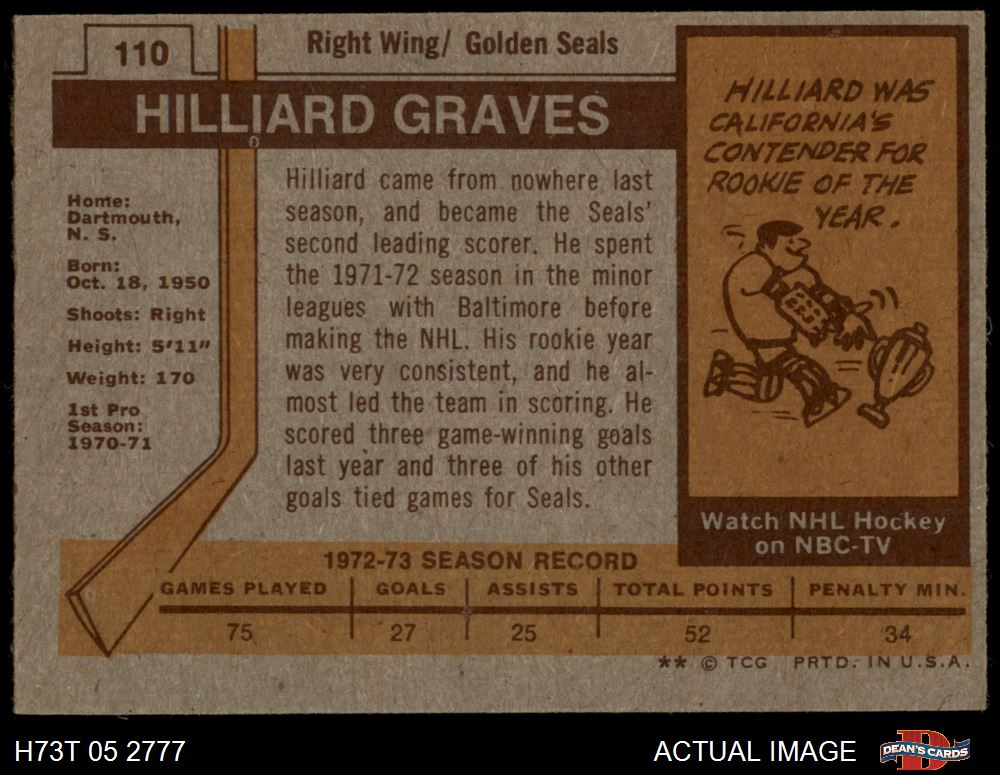 110
Right Wing/ Golden Seals
HILLIARD GRAVES
Home:
Dartmouth,
N. S.
Born:
Oct. 18, 1950
Shoots: Right
Height: 5'11"
Weight: 170
1st Pro
Season:
1970-71
Hilliard came from nowhere last
season, and became the Seals'
second leading scorer. He spent
the 1971-72 season in the minor
leagues with Baltimore before
making the NHL. His rookie year
was very consistent, and he al-
most led the team in scoring. He
scored three game-winning goals
last year and three of his other
goals tied games for Seals.
HILLIARD WAS
CALIFORNIA'S
CONTENDER FOR
ROOKIE OF THE
YEAR.
Watch NHL Hockey
on NBC-TV
1972-73 SEASON RECORD
GAMES PLAYED GOALS ASSISTS TOTAL POINTS PENALTY MIN.
75 27 25 52 34
** © TCG PRTD. IN U.S.A.
H73T 05 2777 ACTUAL IMAGE DEAN'S CARDS